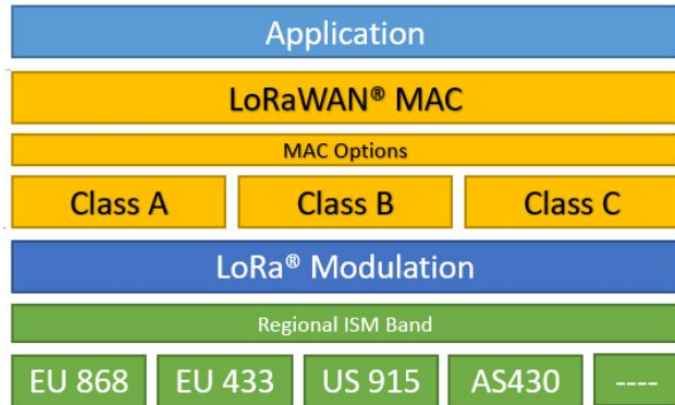 Application
LoRaWAN® MAC
MAC Options
Class A Class B Class C
LoRa® Modulation
Regional ISM Band
EU 868 EU 433 US 915 AS430 ----